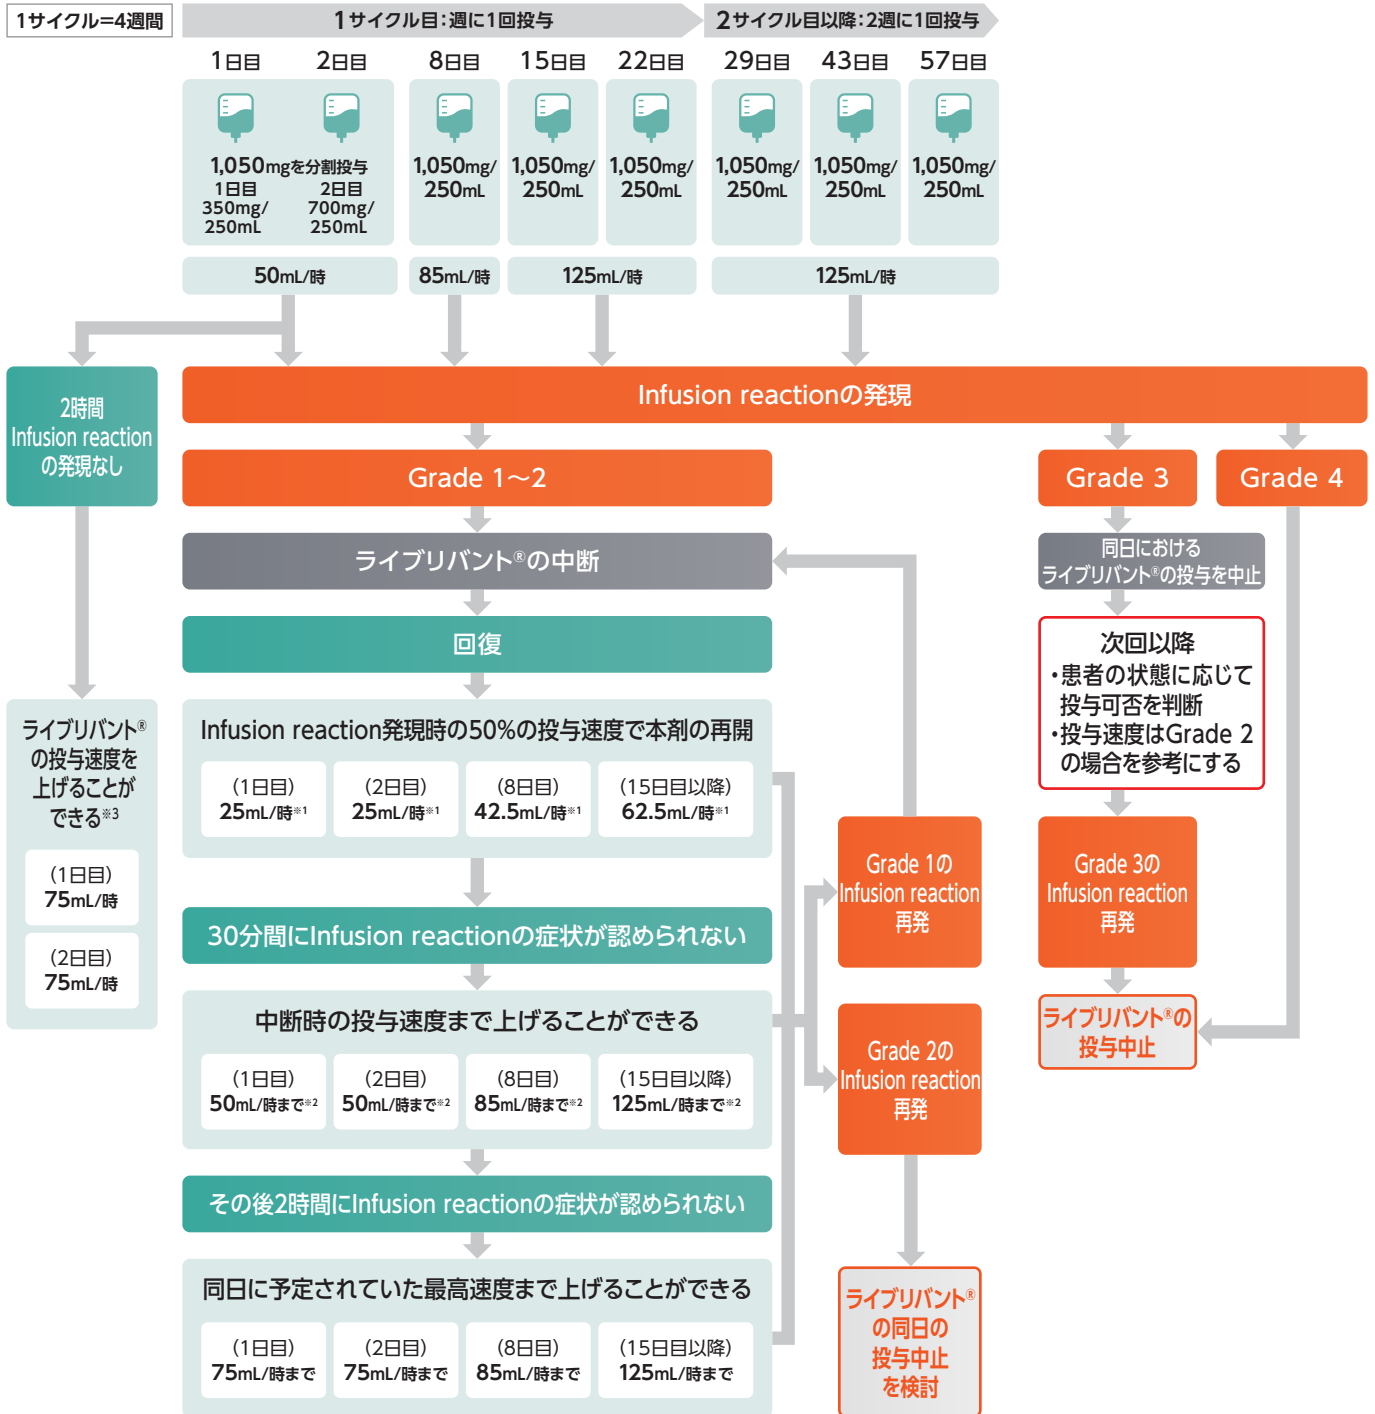 1サイクル=4週間
1サイクル目：週に1回投与
2サイクル目以降：2週に1回投与
1日目
2日目
8日目
15日目
22日目
29日目
43日目
57日目
1,050mgを分割投与
1日目
350mg/
250mL
2日目
700mg/
250mL
1,050mg/
250mL
1,050mg/
250mL
1,050mg/
250mL
1,050mg/
250mL
1,050mg/
250mL
1,050mg/
250mL
50mL/時
85mL/時
125mL/時
125mL/時
2時間
Infusion reaction
の発現なし
Infusion reactionの発現
Grade 1～2
Grade 3
Grade 4
ライブリバント®の中断
同日における
ライブリバント®の投与を中止
回復
次回以降
・患者の状態に応じて
投与可否を判断
・投与速度はGrade 2
の場合を参考にする
ライブリバント®
の投与速度を
上げることが
できる※3
(1日目)
75mL/時
(2日目)
75mL/時
Infusion reaction発現時の50%の投与速度で本剤の再開
(1日目)
25mL/時※1
(2日目)
25mL/時※1
(8日目)
42.5mL/時※1
(15日目以降)
62.5mL/時※1
Grade 1の
Infusion reaction
再発
Grade 3の
Infusion reaction
再発
30分間にInfusion reactionの症状が認められない
中断時の投与速度まで上げることができる
(1日目)
50mL/時まで※2
(2日目)
50mL/時まで※2
(8日目)
85mL/時まで※2
(15日目以降)
125mL/時まで※2
Grade 2の
Infusion reaction
再発
ライブリバント®の
投与中止
その後2時間にInfusion reactionの症状が認められない
同日に予定されていた最高速度まで上げることができる
(1日目)
75mL/時まで
(2日目)
75mL/時まで
(8日目)
85mL/時まで
(15日目以降)
125mL/時まで
ライブリバント®
の同日の
投与中止
を検討